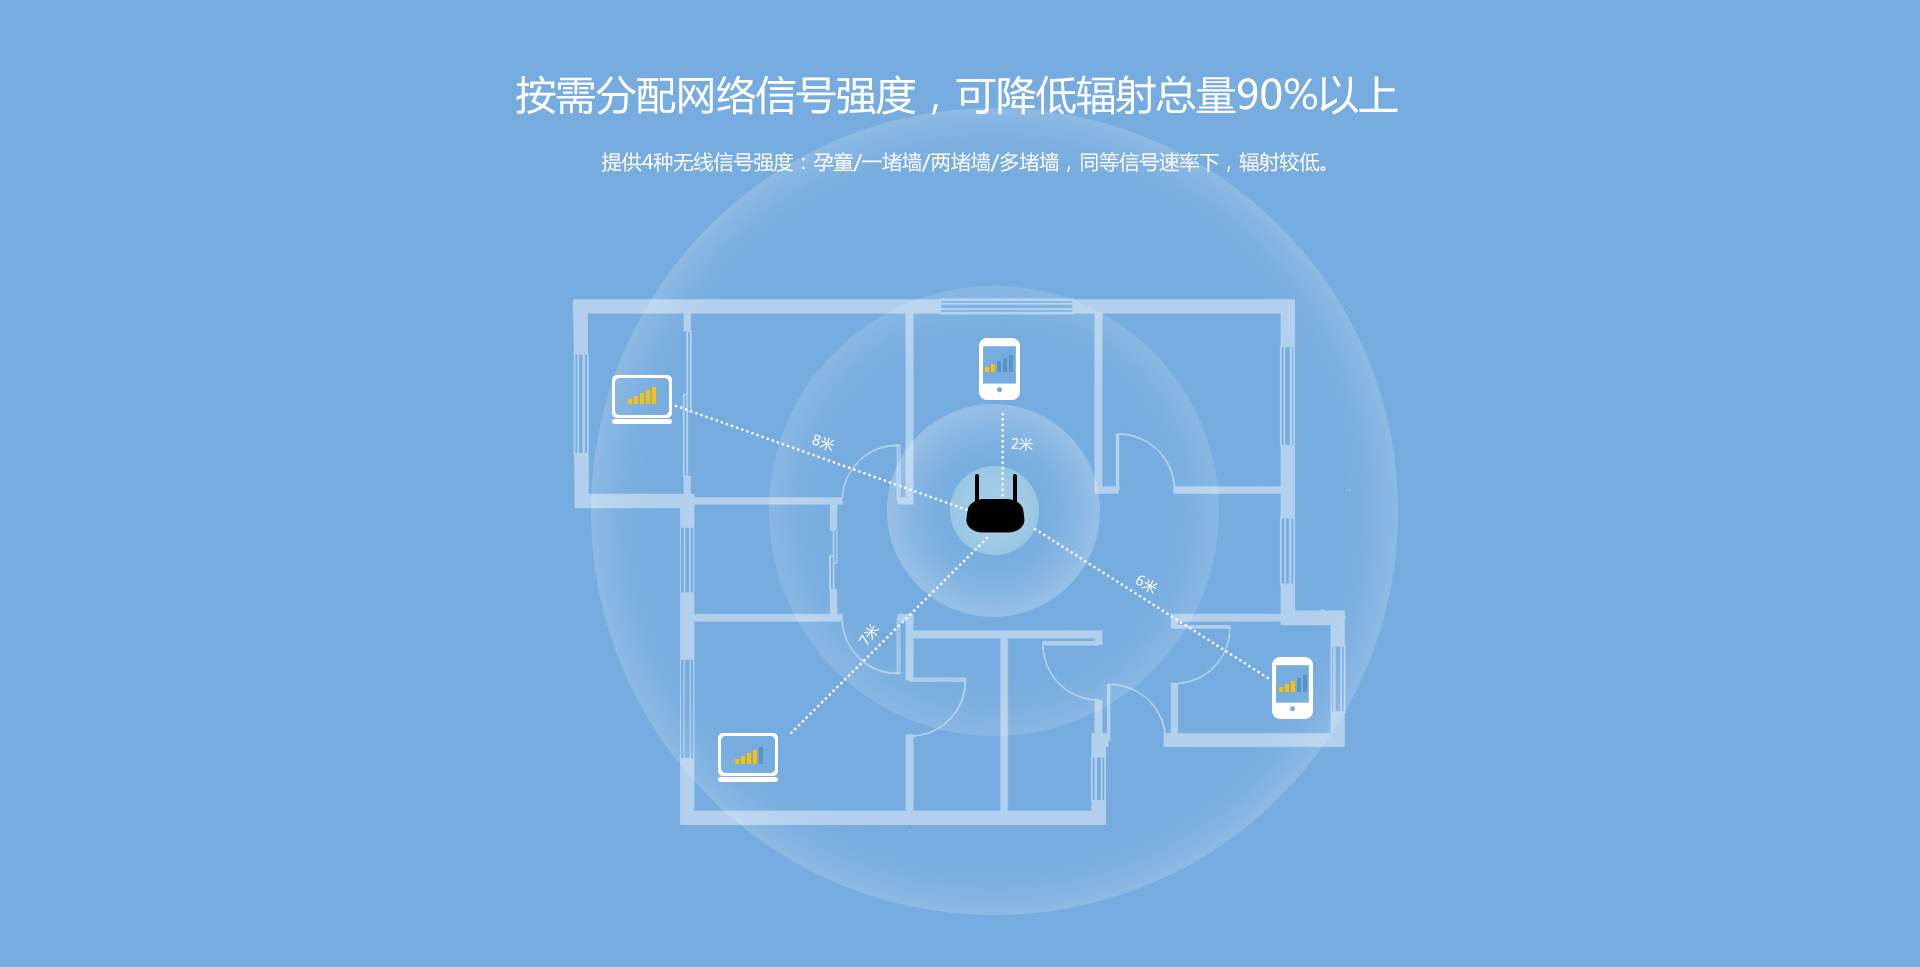 按需分配网络信号强度，可降低辐射总量90%以上
提供4种无线信号强度：孕童/一堵墙/两堵墙/多堵墙，同等信号速率下，辐射较低。
8米
2米
6米
7米